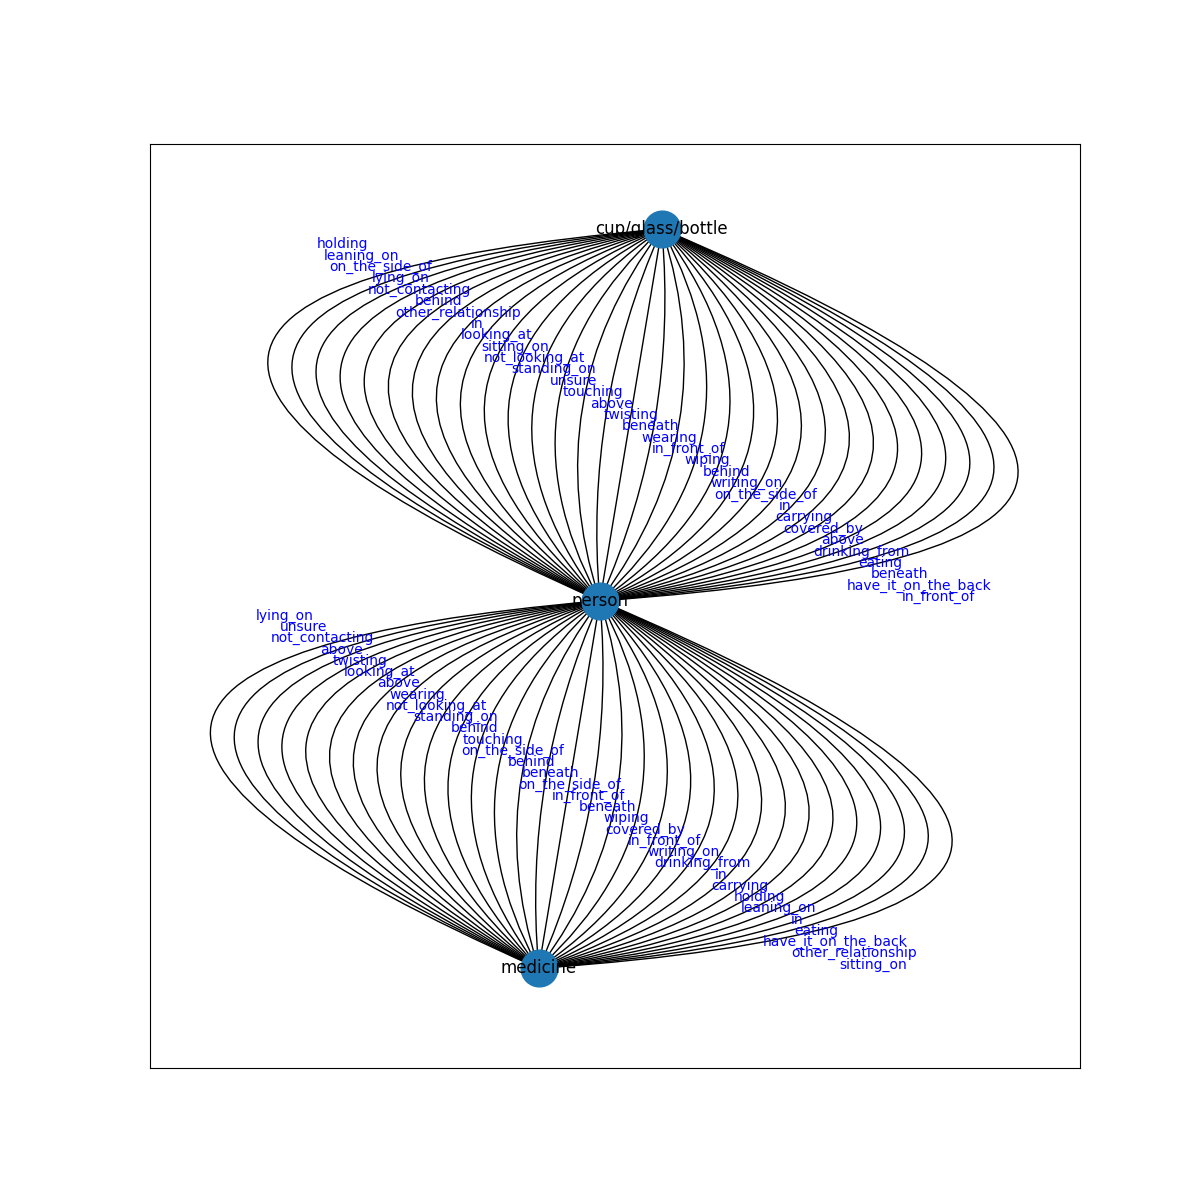 cup/glass/bottle
holding
leaning_on
on_the_side_of
lying_on
not_contacting
behind
other_relationship
in
looking_at
sitting_on
not_looking_at
standing_on
unsure
touching
above
twisting
beneath
wearing
in_front_of
wiping
behind
writing_on
on_the_side_of
in
carrying
covered_by
above
drinking_from
eating
beneath
have_it_on_the_back
in_front_of
person
lying_on
unsure
not_contacting
above
twisting
looking_at
above
wearing
not_looking_at
standing_on
behind
touching
on_the_side_of
behind
beneath
on_the_side_of
in_front_of
beneath
wiping
covered_by
in_front_of
writing_on
drinking_from
in
carrying
holding
leaning_on
in
eating
have_it_on_the_back
other_relationship
sitting_on
medicine